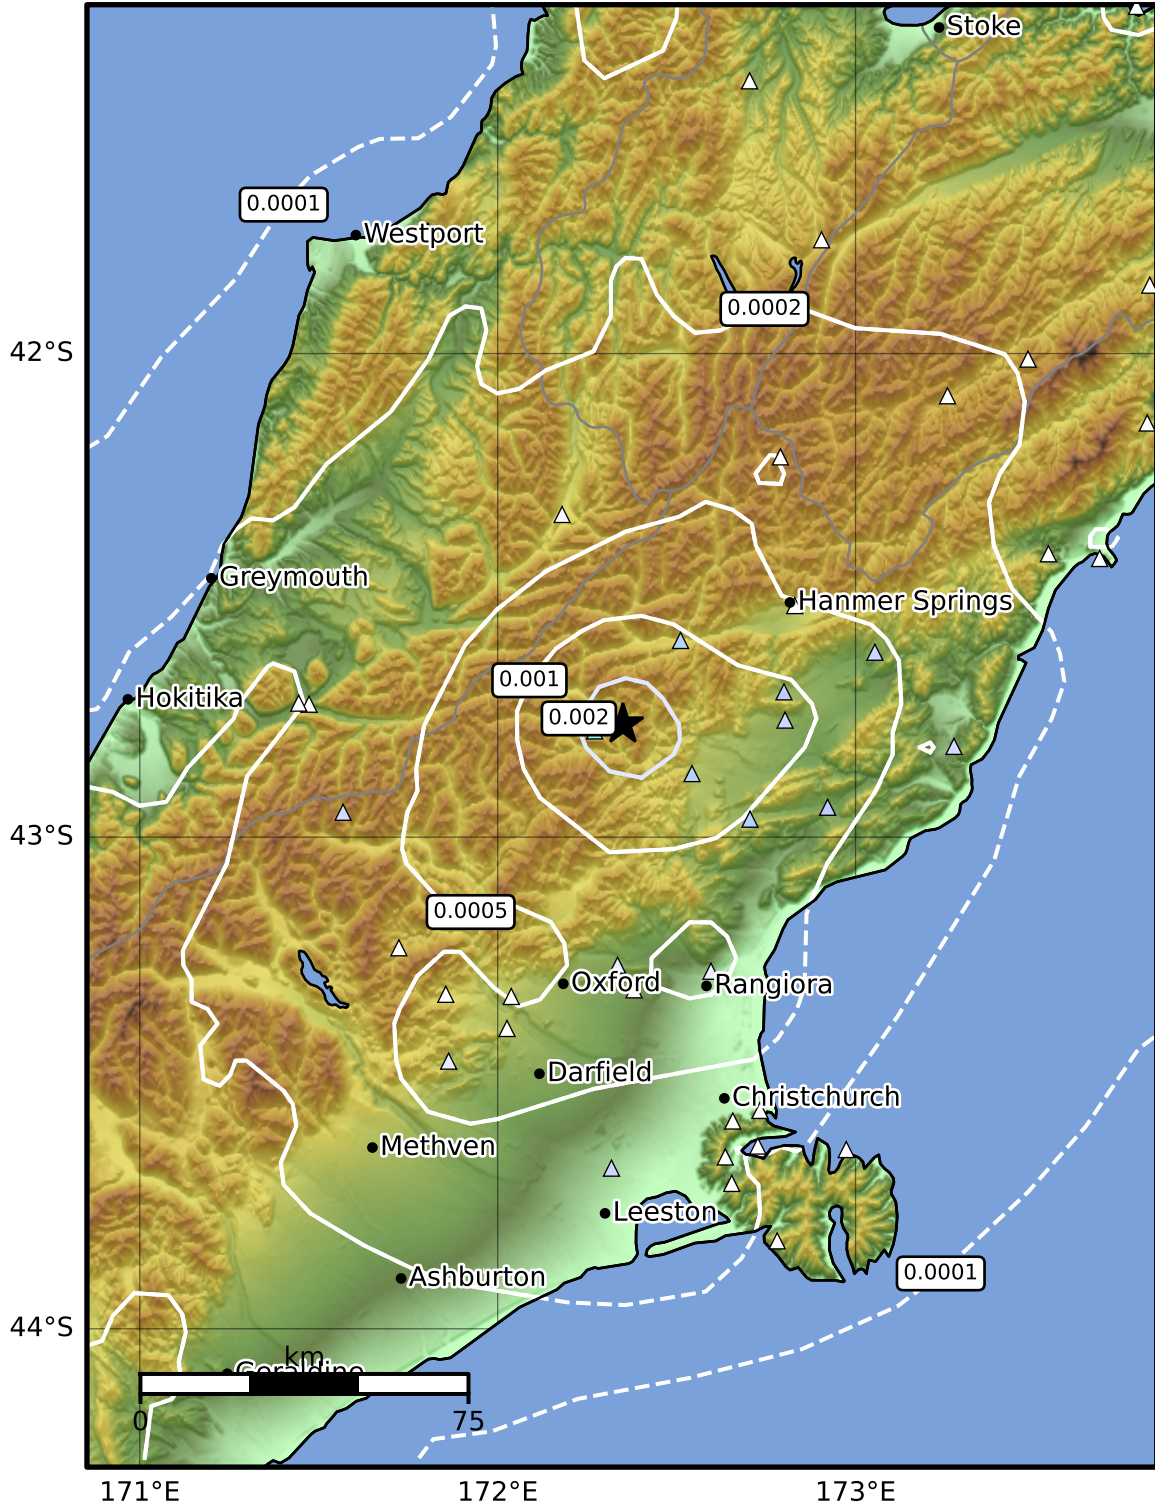 Stoke
0.0001
Westport
0.0002
42°S
Greymouth
Hanmer Springs
0.001
Hokitika
0.002
43°S
0.0005
Oxford
Rangiora
Darfield
Christchurch
Methven
Leeston
0.0001
Ashburton
44°S
km
Geraldine
0
75
171°E
172°E
173°E